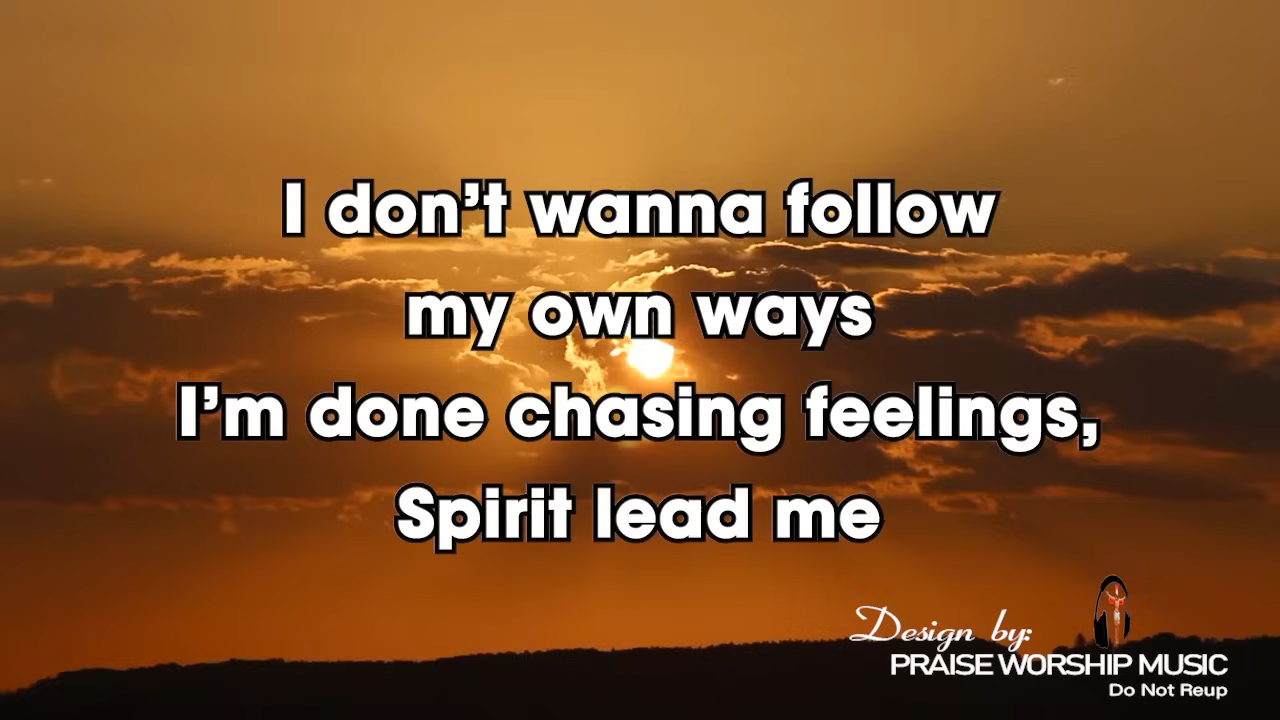 I don’t wanna follow
my own ways
I’m done chasing feelings,
Spirit lead me
Design by:
PRAISE WORSHIP MUSIC
Do Not Reup